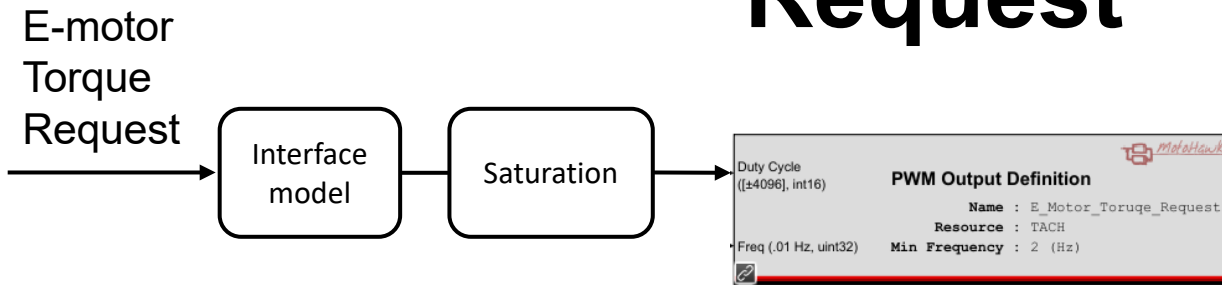 Request
E-motor
Torque
Request
Interface
model
Saturation
MotoHawk
Duty Cycle
([±4096], int16)
PWM Output Definition
Name : E_Motor_Toruqe_Request
Resource : TACH
Freq (.01 Hz, uint32)
Min Frequency : 2 (Hz)